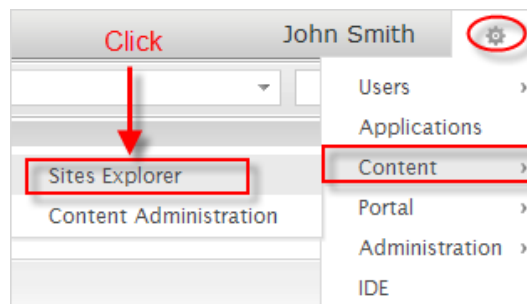 Click
John Smith
Users
Applications
Sites Explorer
Content
Content Administration
Portal
Administration
IDE